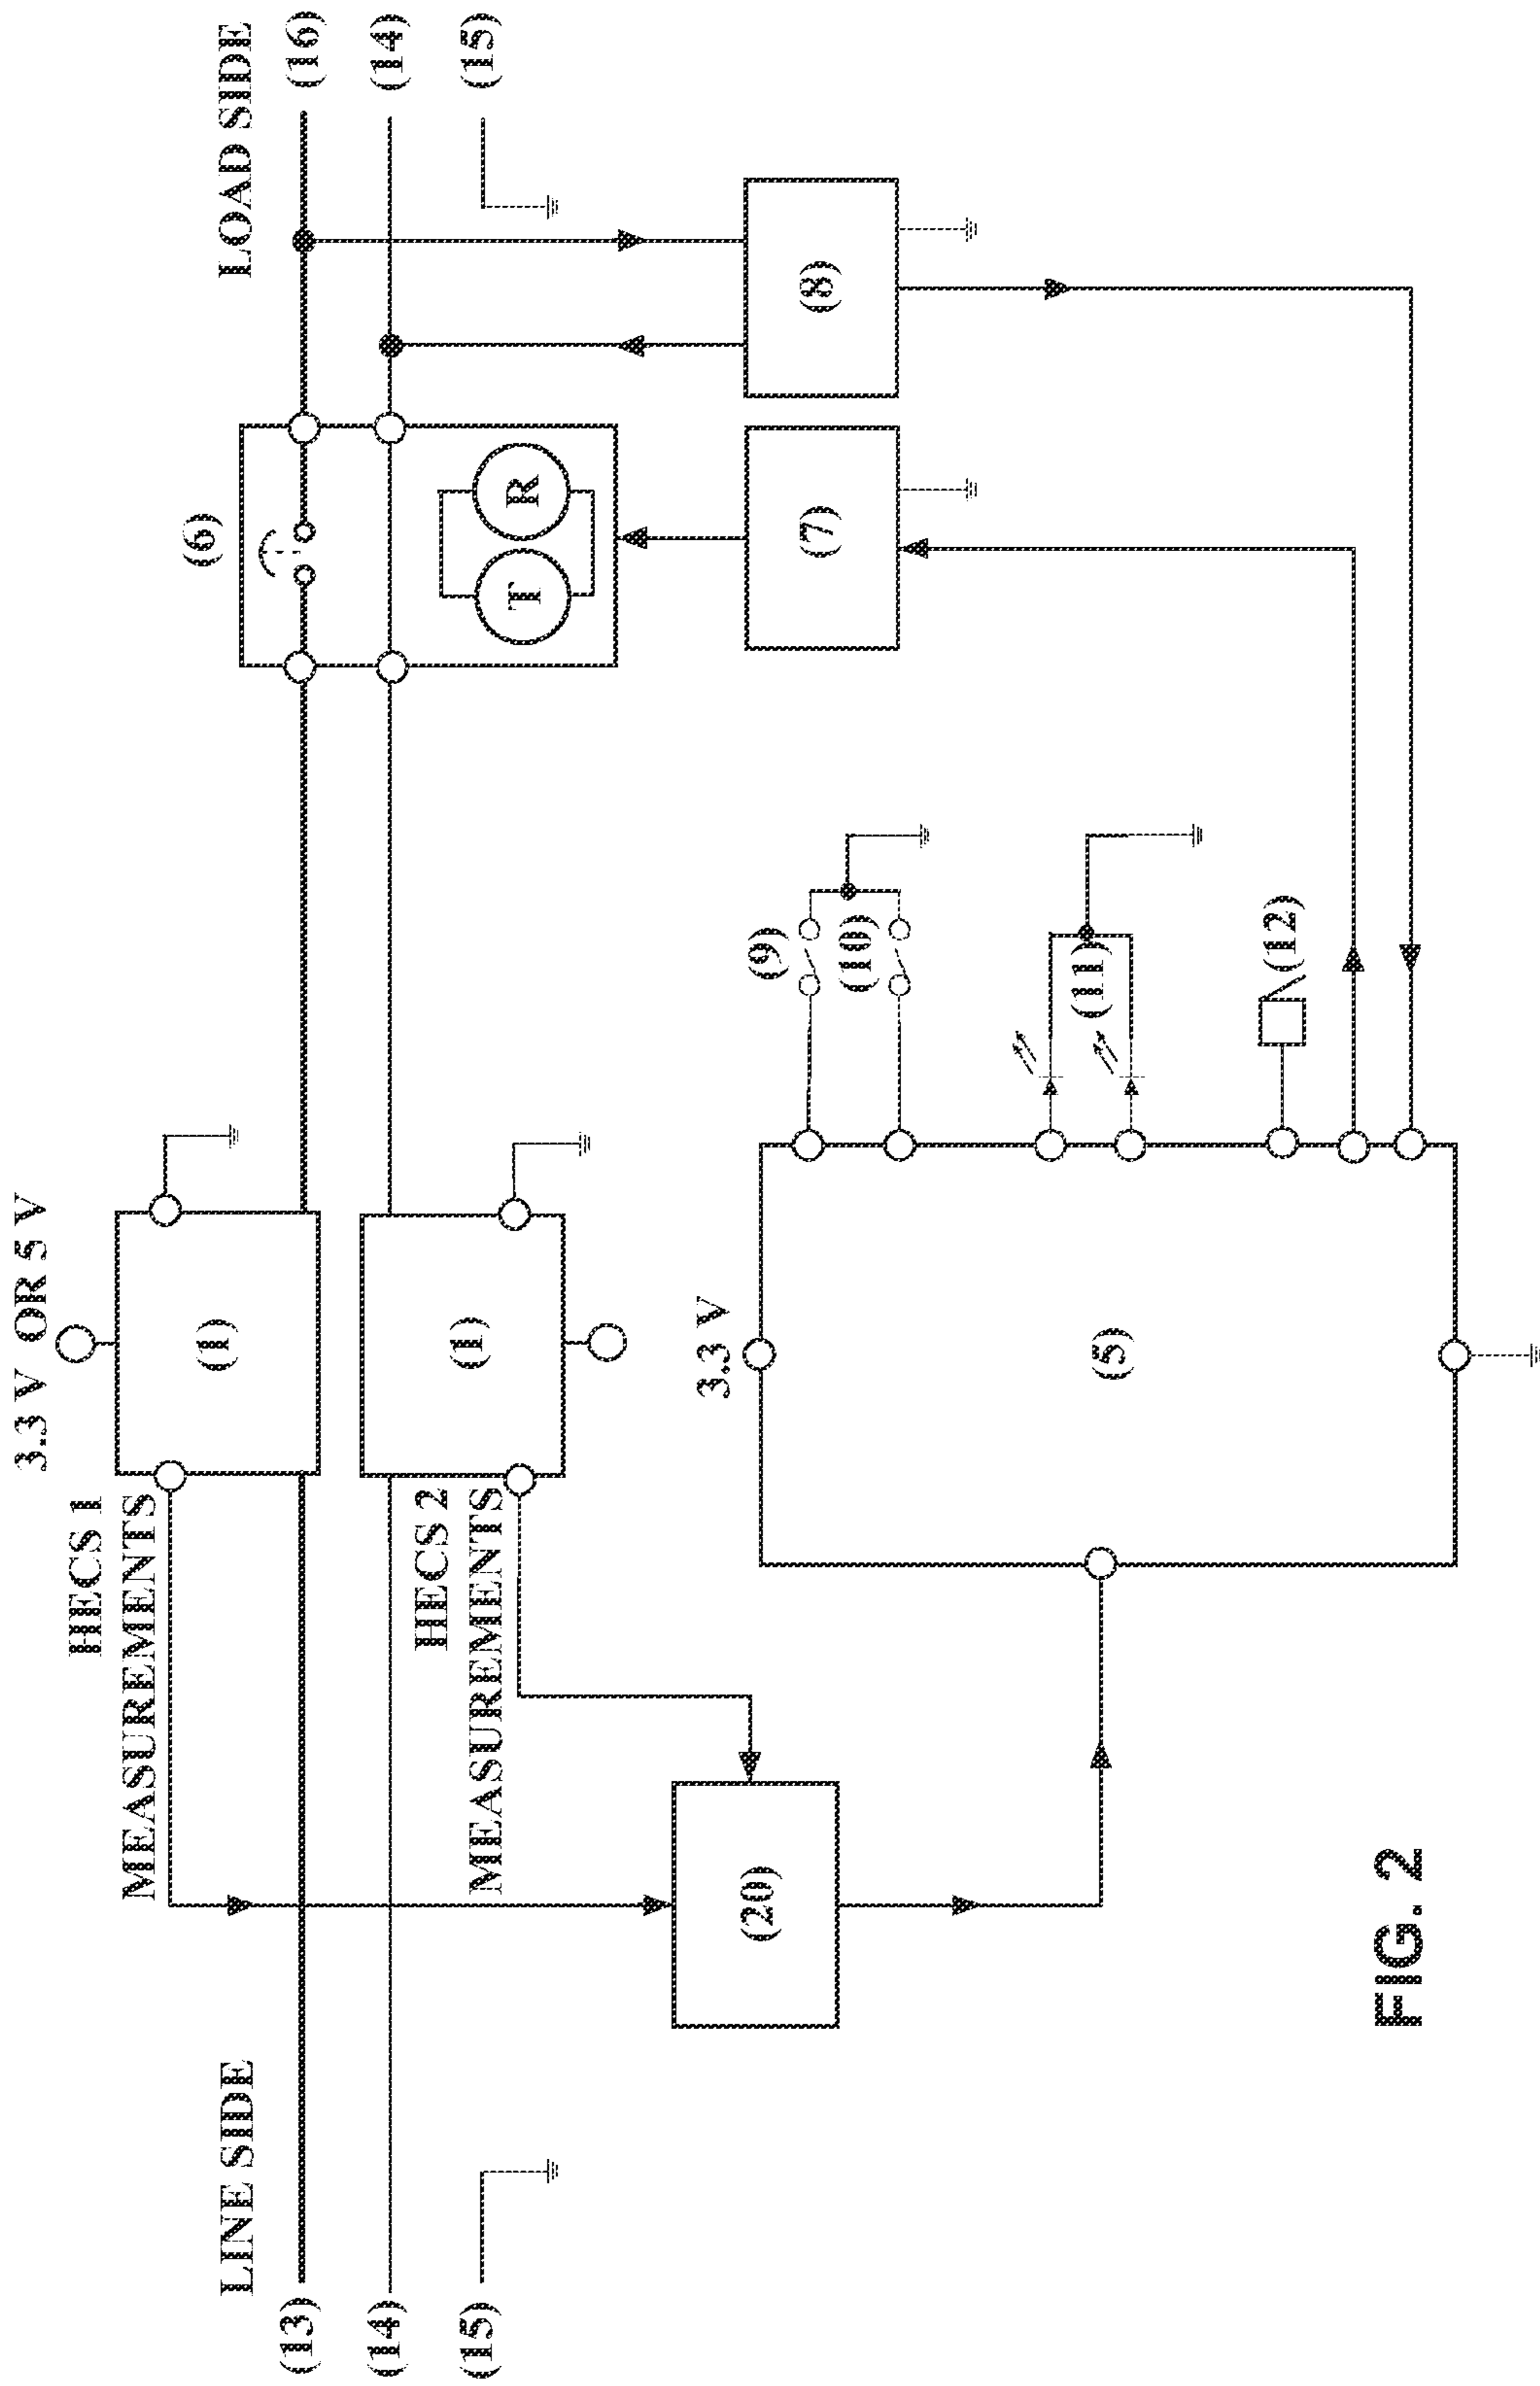 3.3 V OR 5 V
HECS 1
MEASUREMENTS
(1)
LINE SIDE
LOAD SIDE
(6)
(13)
(16)
(14)
(14)
HECS 2
MEASUREMENTS
(1)
(15)
(15)
T
R
3.3 V
(20)
(9)
(7)
(8)
(10)
(5)
(11)
(12)
FIG. 2